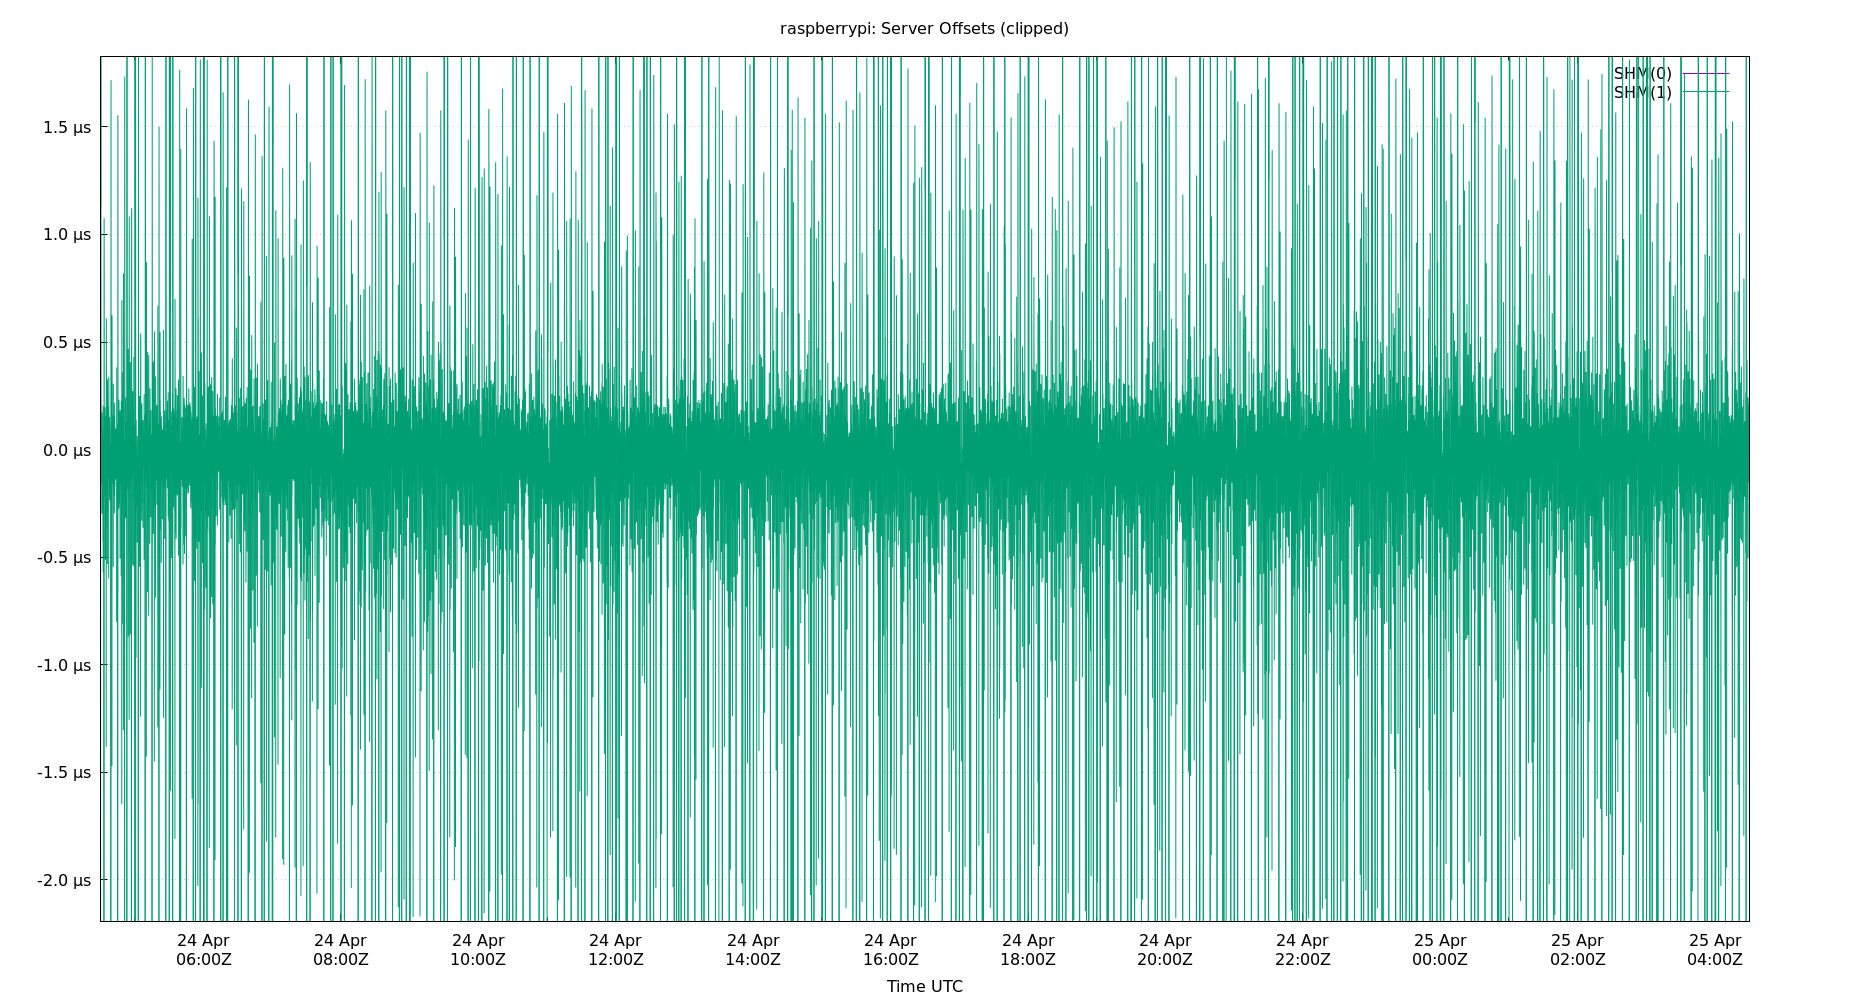 raspberrypi: Server Offsets (clipped)
SHM(0)
SHM(1)
1.5 µs
1.0 µs
0.5 µs
0.0 µs
-0.5 µs
-1.0 µs
-1.5 µs
-2.0 µs
24 Apr 24 Apr 24 Apr 24 Apr 24 Apr 24 Apr 24 Apr 24 Apr 24 Apr 25 Apr 25 Apr 25 Apr
06:00Z 08:00Z 10:00Z 12:00Z 14:00Z 16:00Z 18:00Z 20:00Z 22:00Z 00:00Z 02:00Z 04:00Z
Time UTC